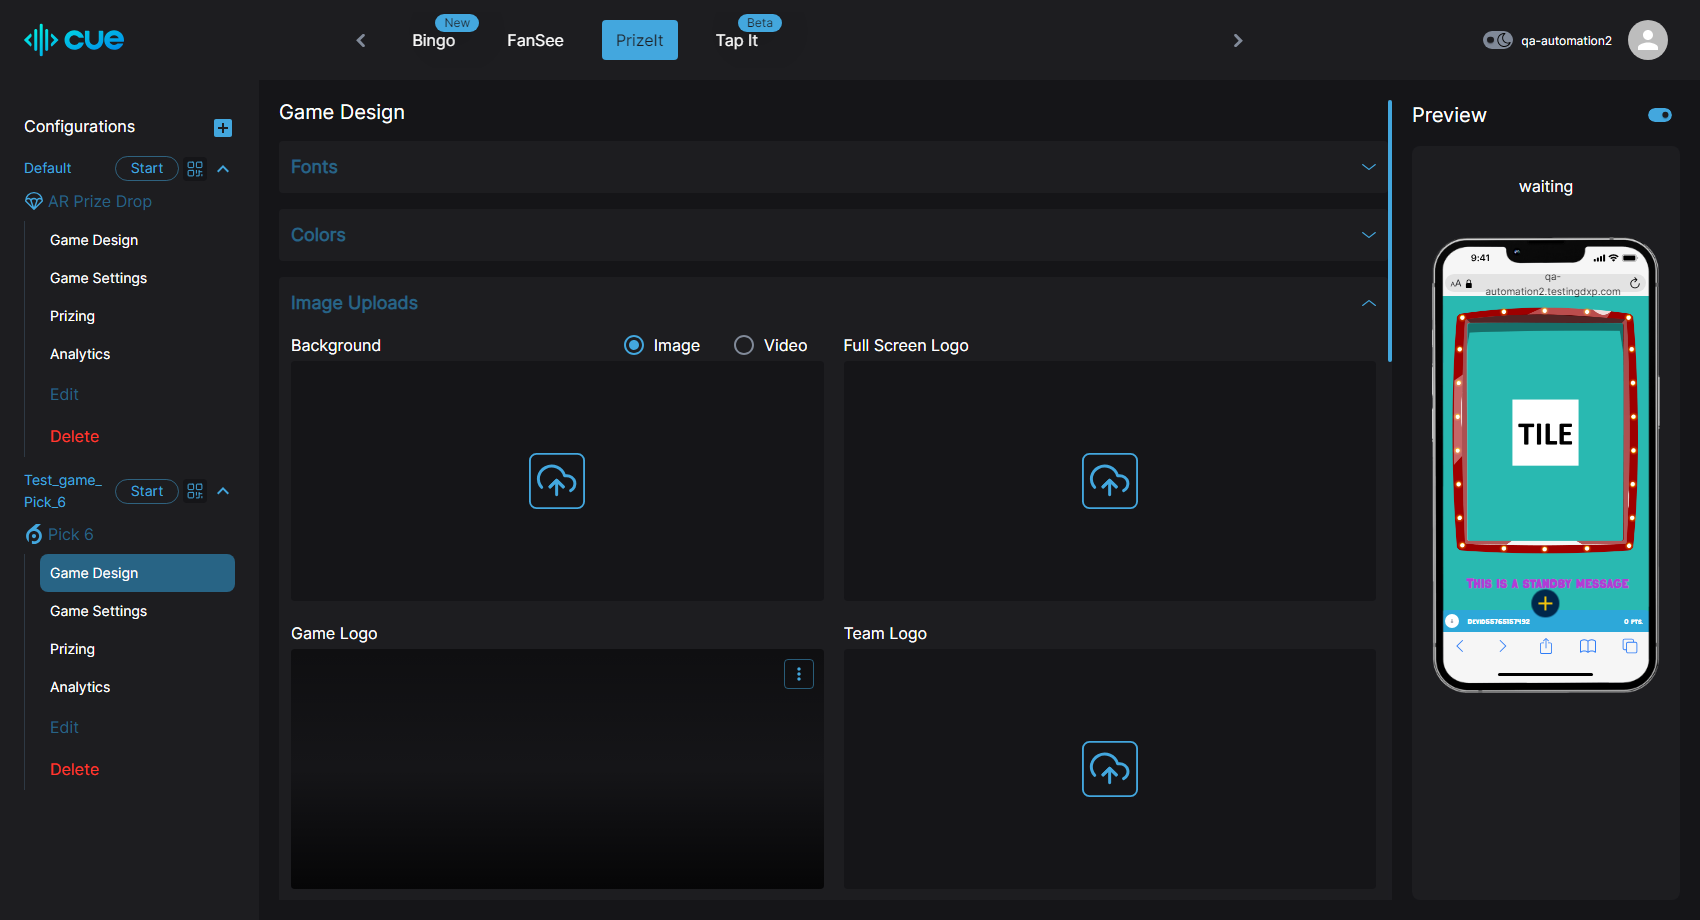 cue
New
Bingo
FanSee
PrizeIt
Beta
Tap It
qa-automation2
Configurations
Default
Start
AR Prize Drop
Game Design
Game Settings
Prizing
Analytics
Edit
Delete
Test_game_
Pick_6
Start
Pick 6
Game Design
Game Settings
Prizing
Analytics
Edit
Delete
Game Design
Fonts
Colors
Image Uploads
Background
Image
Video
Full Screen Logo
Game Logo
Team Logo
Preview
waiting
9:41
AA
qa-
automation2.testingdxp.com
TILE
THIS IS A STANDBY MESSAGE
0 PTS.